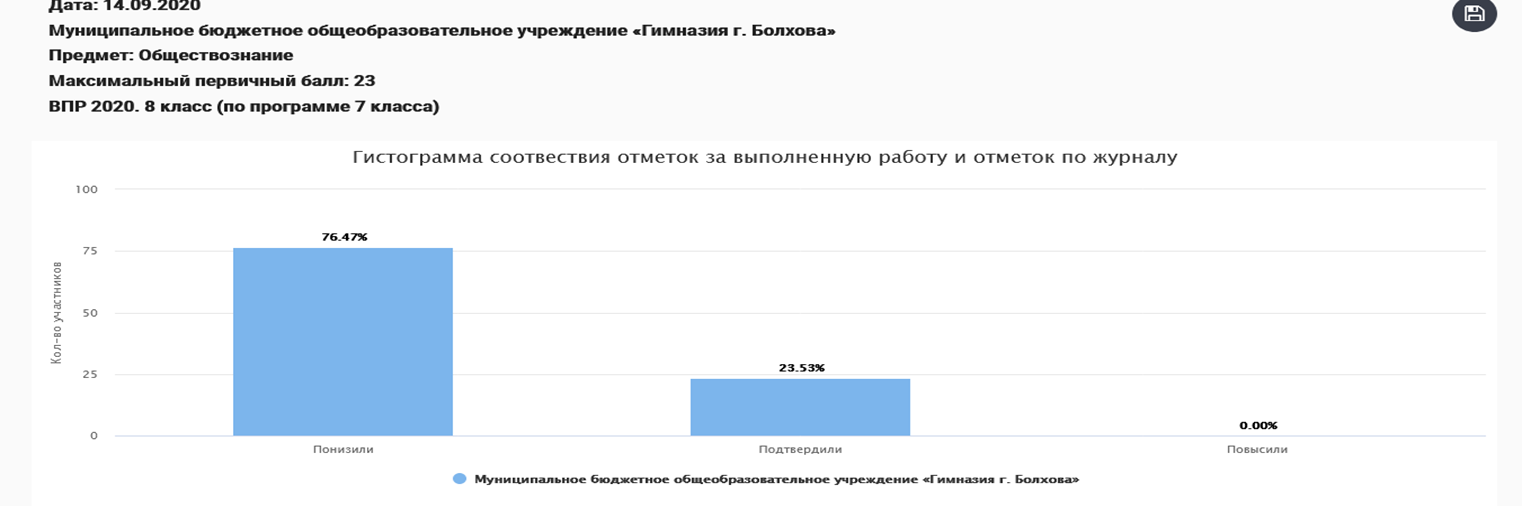 Дата: 14.09.2020
Муниципальное бюджетное общеобразовательное учреждение «Гимназия г. Болхова»
Предмет: Обществознание
Максимальный первичный балл: 23
ВПР 2020. 8 класс (по программе 7 класса)
Гистограмма соотвествия отметок за выполненную работу и отметок по журналу
100
75
50
25
0
Кол-во участников
76.47%
23.53%
0.00%
Понизили
Подтвердили
Повысили
Муниципальное бюджетное общеобразовательное учреждение «Гимназия г. Болхова»